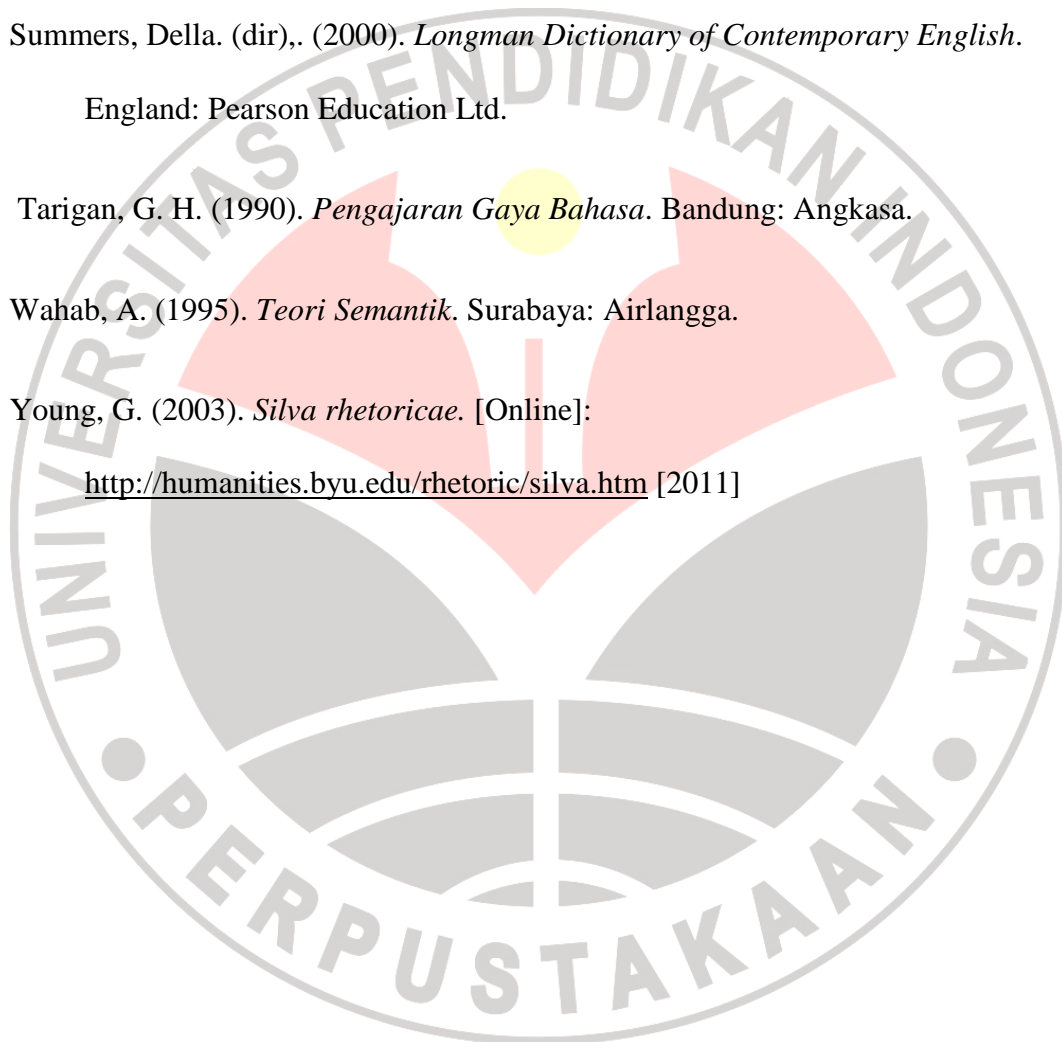 Summers, Della. (dir),. (2000). Longman Dictionary of Contemporary English.
England: Pearson Education Ltd.
Tarigan, G. H. (1990). Pengajaran Gaya Bahasa. Bandung: Angkasa.
Wahab, A. (1995). Teori Semantik. Surabaya: Airlangga.
Young, G. (2003). Silva rhetoricae. [Online]:
http://humanities.byu.edu/rhetoric/silva.htm [2011]
UNIVERSITAS PENDIDIKAN INDONESIA
PERPUSTAKAAN